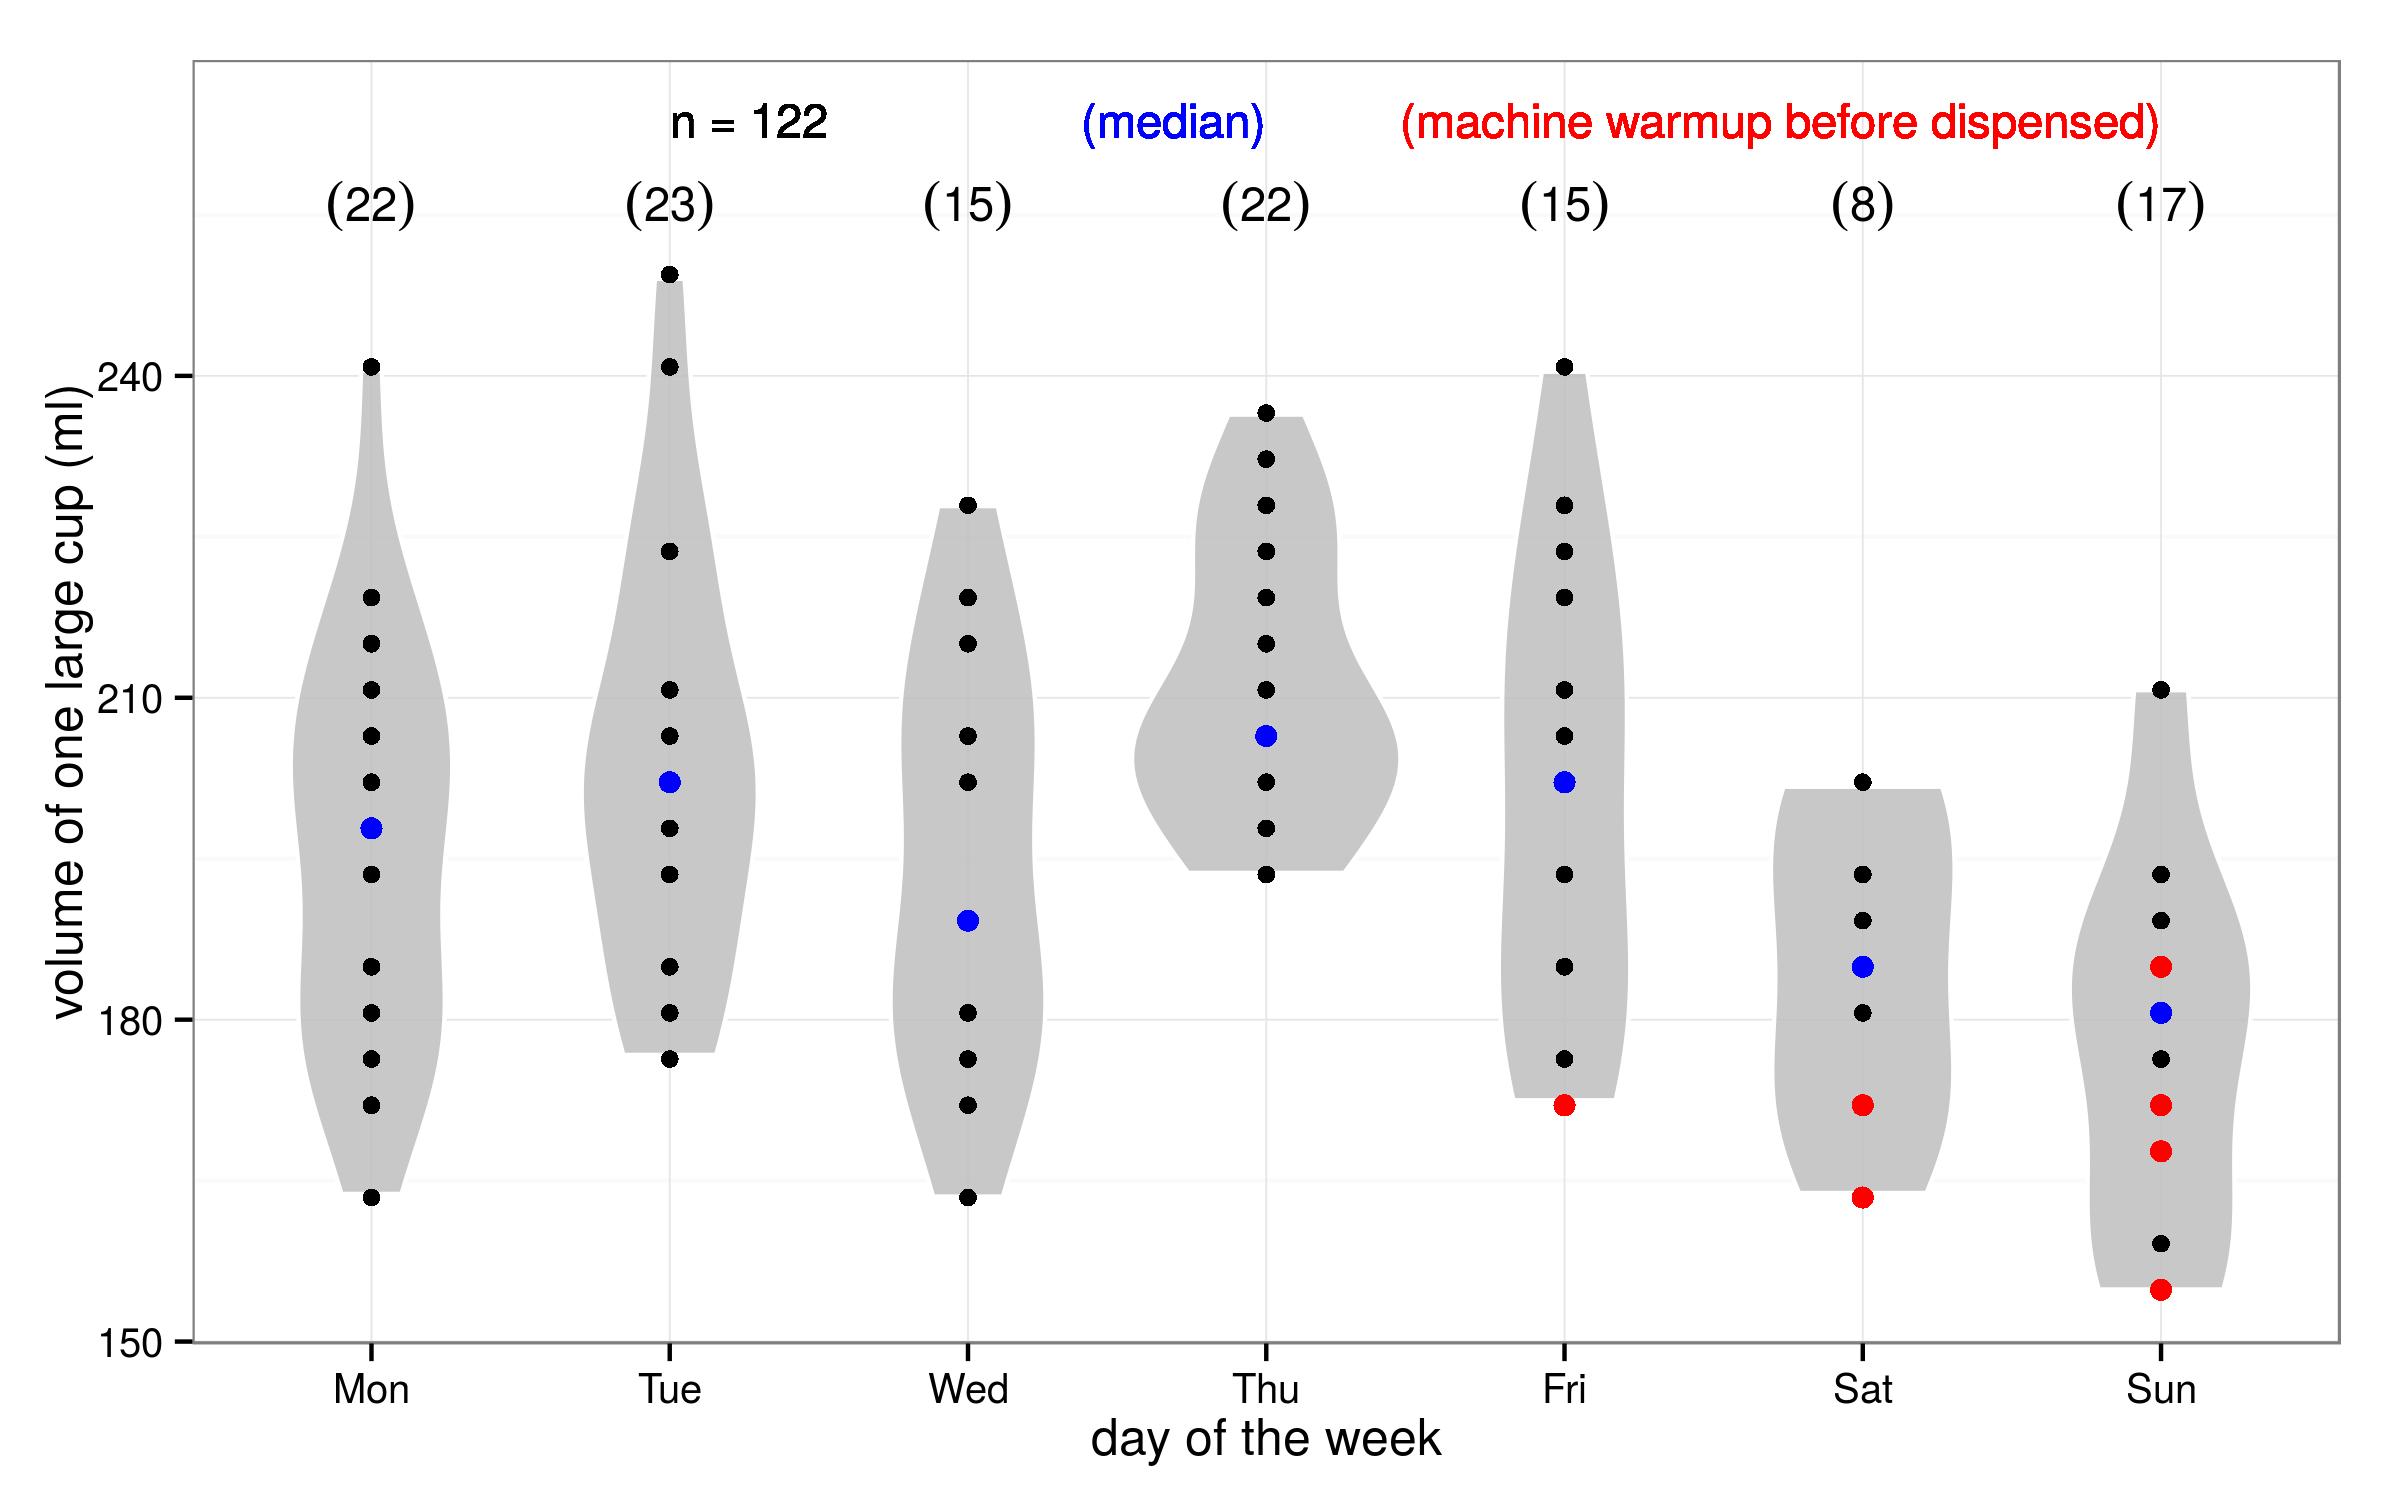 n = 122 (median) (machine warmup before dispensed)
(22) (23) (15) (22) (15) (8) (17)
volume of one large cup (ml)
240
210
180
150
Mon Tue Wed Thu Fri Sat Sun
day of the week